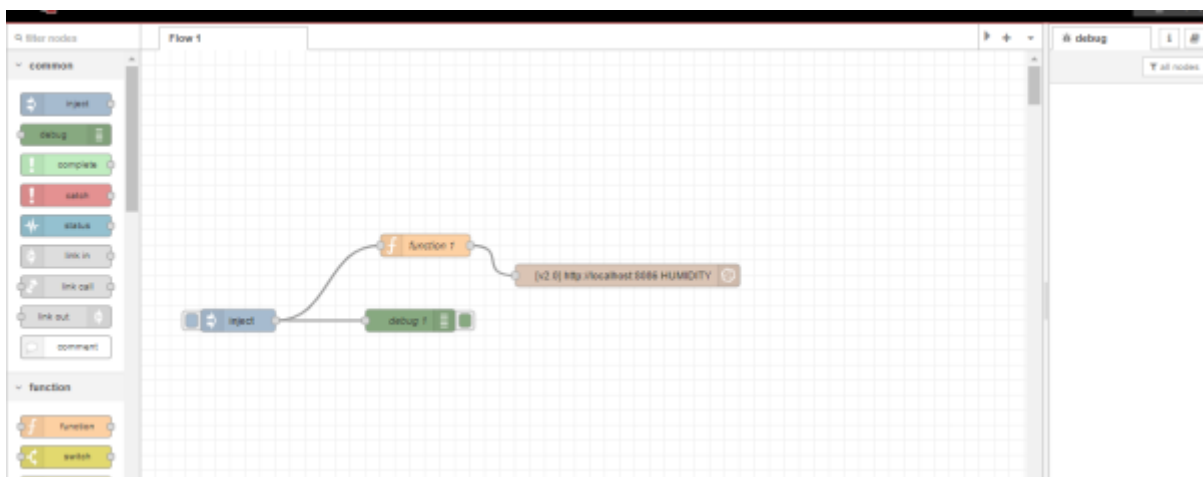 filter nodes
Flow 1
debug
i
all nodes
common
inject
debug
complete
catch
status
link in
link call
link out
comment
function
function
switch
function 1
[v2.0] http://localhost:8086 HUMIDITY
inject
debug 1